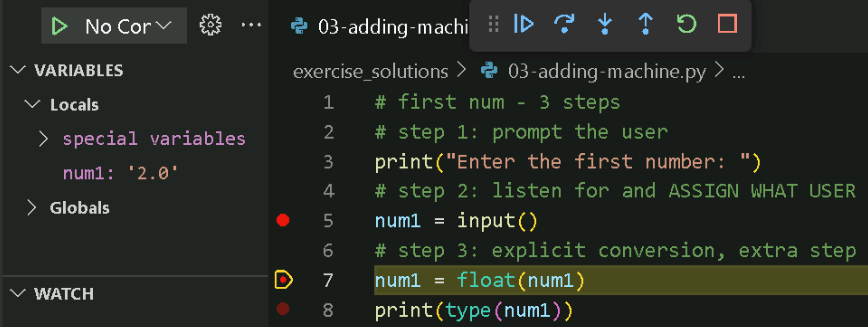 No Cor
03-adding-machi
VARIABLES
Locals
special variables
num1: '2.0'
Globals
WATCH
exercise_solutions > 03-adding-machine.py > ...
1 # first num - 3 steps
2 # step 1: prompt the user
3 print("Enter the first number: ")
4 # step 2: listen for and ASSIGN WHAT USER
5 num1 = input()
6 # step 3: explicit conversion, extra step
7 num1 = float(num1)
8 print(type(num1))